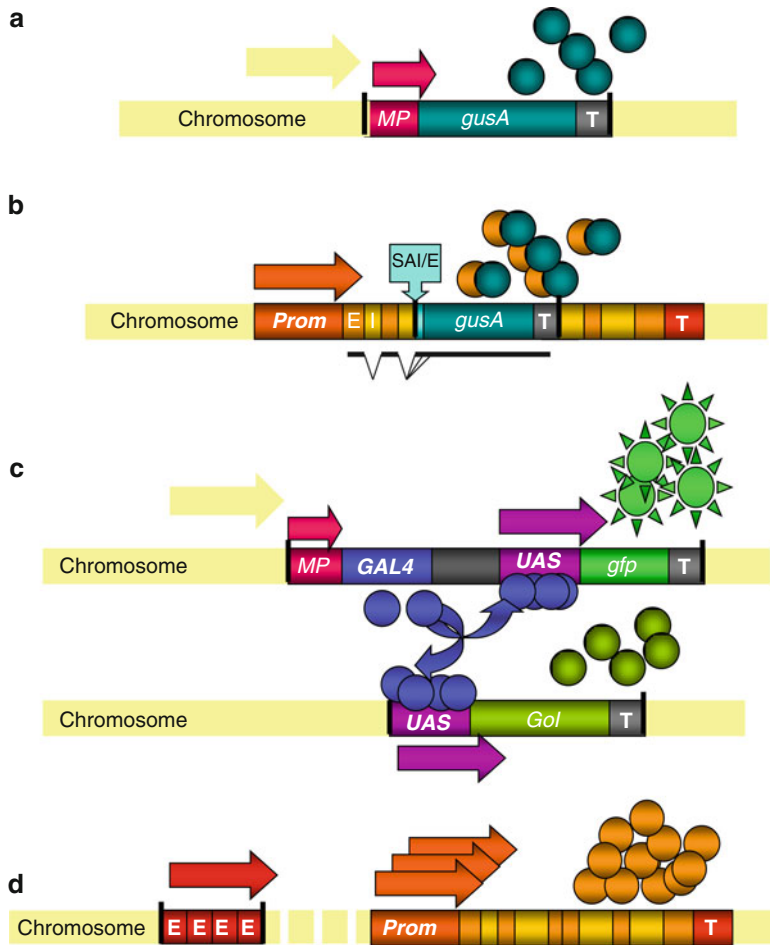 a
Chromosome MP gusA T
b
SAI/E
Chromosome Prom E I gusA T T
c
Chromosome MP GAL4 UAS gfp T
Chromosome UAS GoI T
d
Chromosome E E E E Prom T